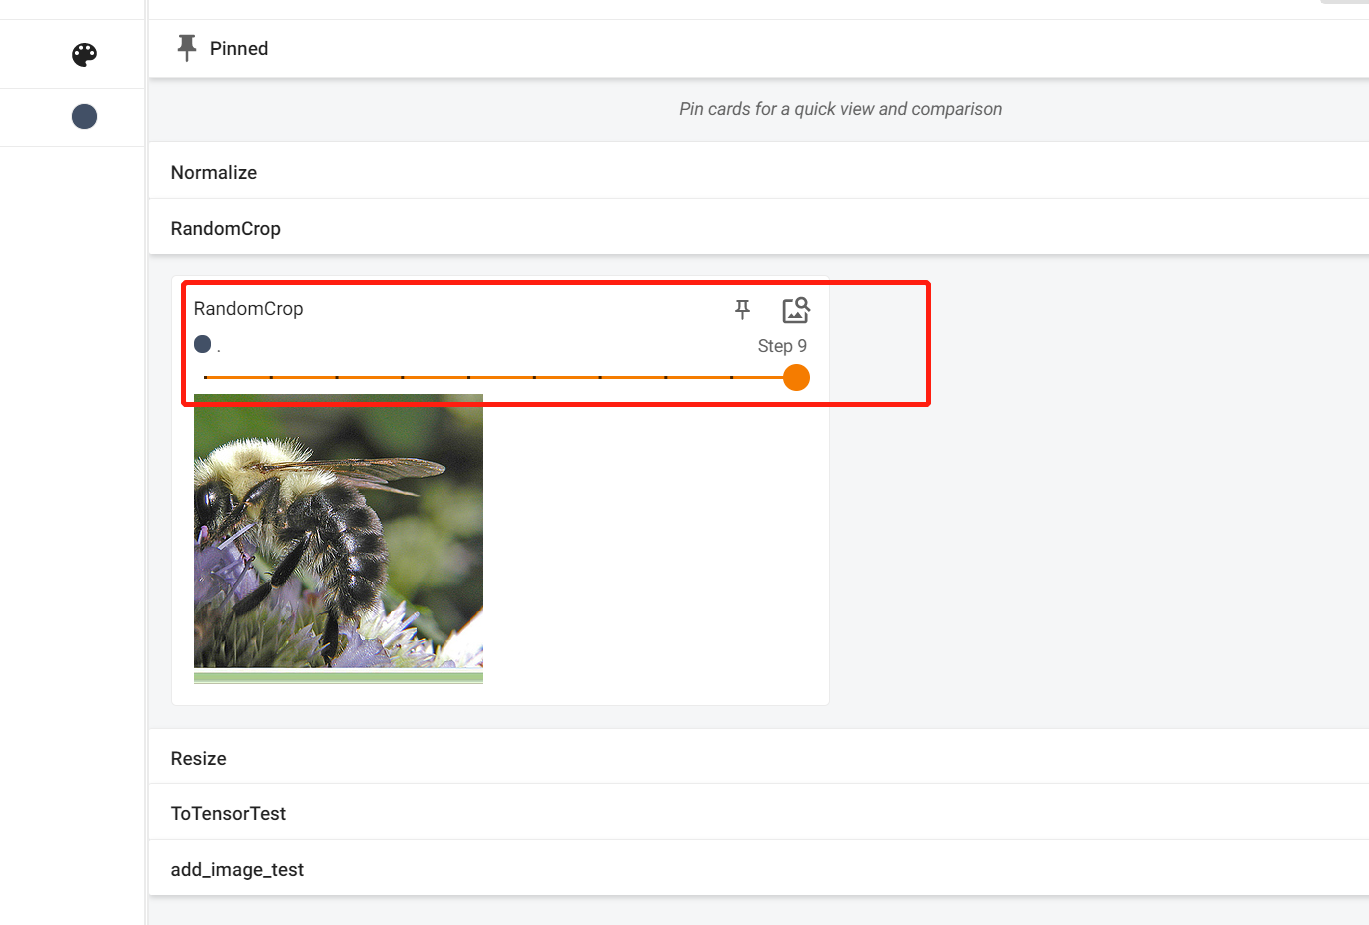 Pinned
Pin cards for a quick view and comparison
Normalize
RandomCrop
RandomCrop
.
Step 9
Resize
ToTensorTest
add_image_test